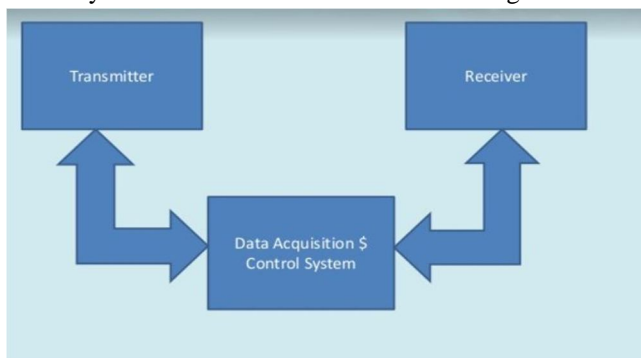 Transmitter
Receiver
Data Acquisition $
Control System